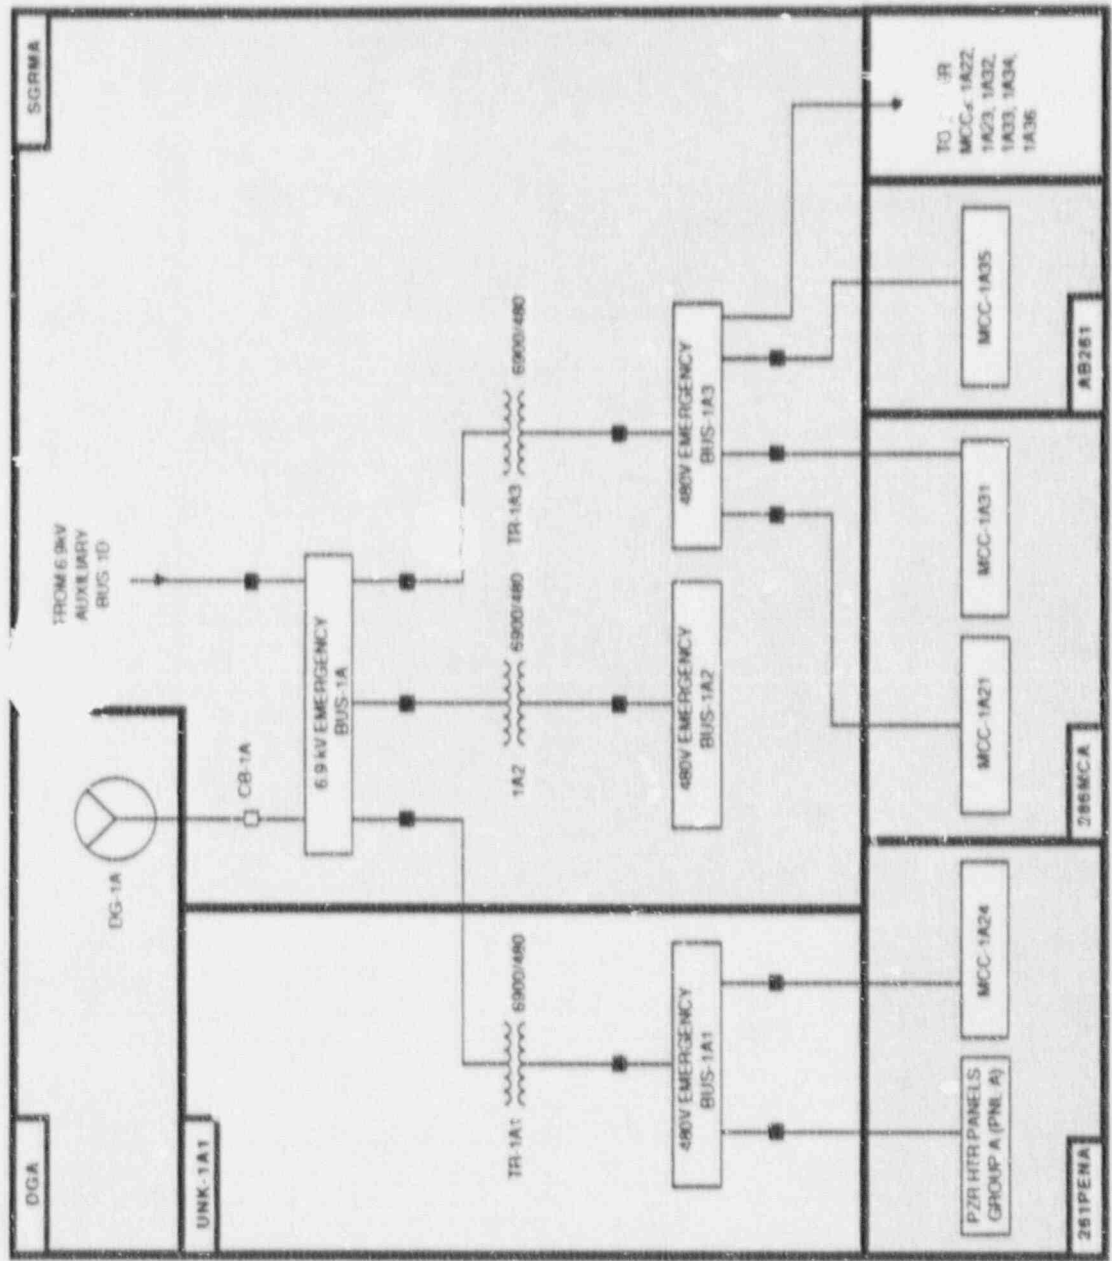 DGA
SGRMA
DG-1A
FROM 6.9kV
AUXILIARY
BUS 1D
UNK-1A1
CB-1A
6.9 kV EMERGENCY
BUS-1A
TR-1A1
6900/480
1A2
6900/480
TR-1A3
6900/480
480V EMERGENCY
BUS-1A1
480V EMERGENCY
BUS-1A2
480V EMERGENCY
BUS-1A3
PZR HTR PANELS
GROUP A (PNL A)
MCC-1A24
MCC-1A21
MCC-1A31
MCC-1A35
TO
1A22,
1A23, 1A32,
1A33, 1A34,
1A36
261PENA
286MCA
AB261